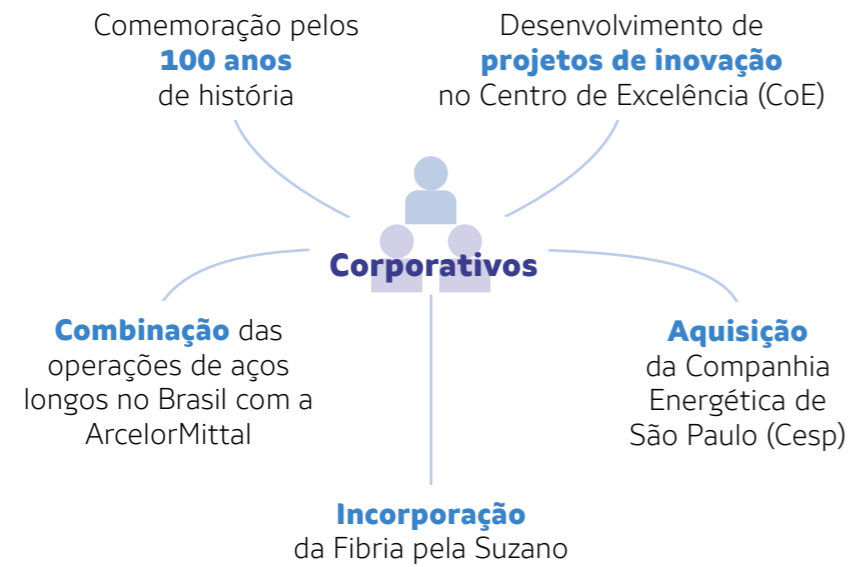 Comemoração pelos
100 anos
de história
Desenvolvimento de
projetos de inovação
no Centro de Excelência (CoE)
Corporativos
Combinação das
operações de aços
longos no Brasil com a
ArcelorMittal
Aquisição
da Companhia
Energética de
São Paulo (Cesp)
Incorporação
da Fibria pela Suzano